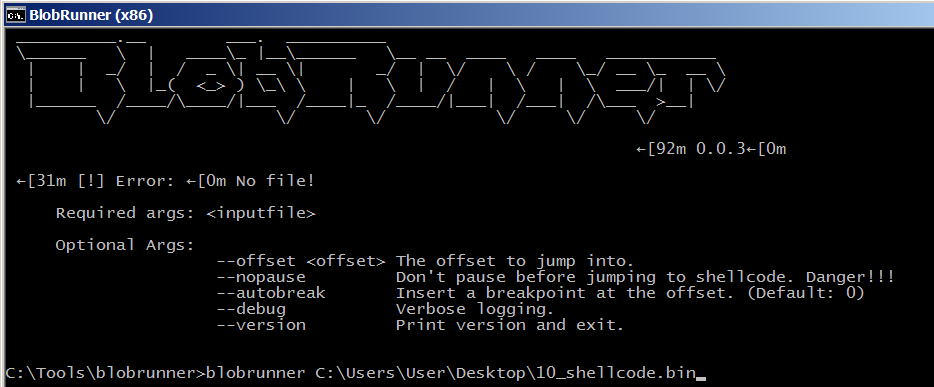 BlobRunner (x86)
BlobRunner
←[92m 0.0.3←[0m
←[31m [!] Error: ←[0m No file!
Required args: <inputfile>
Optional Args:
--offset <offset> The offset to jump into.
--nopause Don't pause before jumping to shellcode. Danger!!!
--autobreak Insert a breakpoint at the offset. (Default: 0)
--debug Verbose logging.
--version Print version and exit.
C:\Tools\blobrunner>blobrunner C:\Users\User\Desktop\10_shellcode.bin_